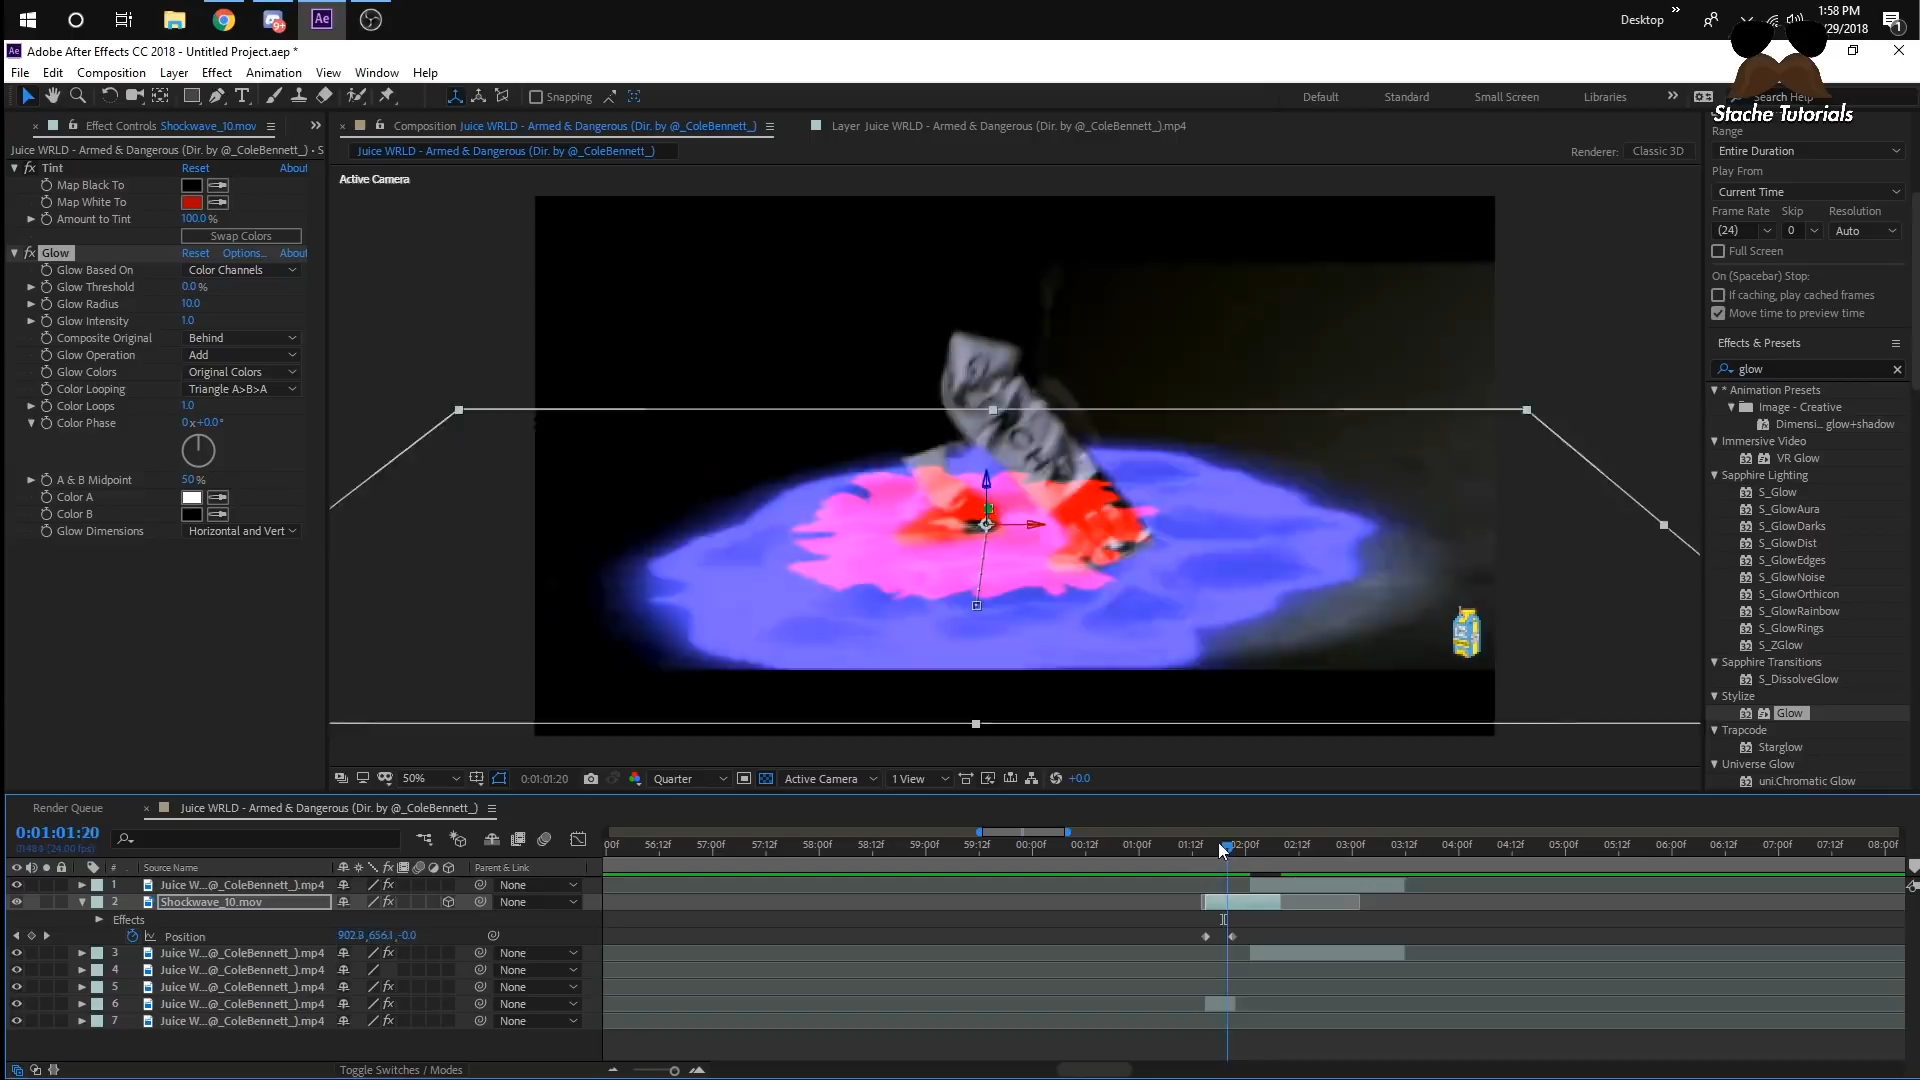 Desktop
1:58 PM
/29/2018
Adobe After Effects CC 2018 - Untitled Project.aep *
File Edit Composition Layer Effect Animation View Window Help
Snapping
Default Standard Small Screen Libraries
Search Help
Stache Tutorials
Effect Controls Shockwave_10.mov
Composition Juice WRLD - Armed & Dangerous (Dir. by @_ColeBennett_)
Layer Juice WRLD - Armed & Dangerous (Dir. by @_ColeBennett_).mp4
Juice WRLD - Armed & Dangerous (Dir. by @_ColeBennett_) • S
Juice WRLD - Armed & Dangerous (Dir. by @_ColeBennett_)
Renderer: Classic 3D
Active Camera
fx Tint Reset About
Map Black To
Map White To
Amount to Tint 100.0 %
Swap Colors
fx Glow Reset Options... About
Glow Based On Color Channels
Glow Threshold 0.0 %
Glow Radius 10.0
Glow Intensity 1.0
Composite Original Behind
Glow Operation Add
Glow Colors Original Colors
Color Looping Triangle A>B>A
Color Loops 1.0
Color Phase 0x+0.0°
A & B Midpoint 50 %
Color A
Color B
Glow Dimensions Horizontal and Vert
Range
Entire Duration
Play From
Current Time
Frame Rate Skip Resolution
(24) 0 Auto
Full Screen
On (Spacebar) Stop:
If caching, play cached frames
Move time to preview time
Effects & Presets
glow
* Animation Presets
Image - Creative
Dimensi... glow+shadow
Immersive Video
VR Glow
Sapphire Lighting
S_Glow
S_GlowAura
S_GlowDarks
S_GlowDist
S_GlowEdges
S_GlowNoise
S_GlowOrthicon
S_GlowRainbow
S_GlowRings
S_ZGlow
Sapphire Transitions
S_DissolveGlow
Stylize
Glow
Trapcode
Starglow
Universe Glow
uni.Chromatic Glow
50% 0:01:01:20 Quarter Active Camera 1 View +0.0
Render Queue
Juice WRLD - Armed & Dangerous (Dir. by @_ColeBennett_)
0:01:01:20
01484 (24.00 fps)
00f 56:12f 57:00f 57:12f 58:00f 58:12f 59:00f 59:12f 00:00f 00:12f 01:00f 01:12f 02:00f 02:12f 03:00f 03:12f 04:00f 04:12f 05:00f 05:12f 06:00f 06:12f 07:00f 07:12f 08:00f
# Source Name Parent & Link
1 Juice W...@_ColeBennett_).mp4 fx None
2 Shockwave_10.mov fx None
Effects
Position 902.3,656.1,-0.0
3 Juice W...@_ColeBennett_).mp4 fx None
4 Juice W...@_ColeBennett_).mp4 None
5 Juice W...@_ColeBennett_).mp4 fx None
6 Juice W...@_ColeBennett_).mp4 fx None
7 Juice W...@_ColeBennett_).mp4 fx None
Toggle Switches / Modes